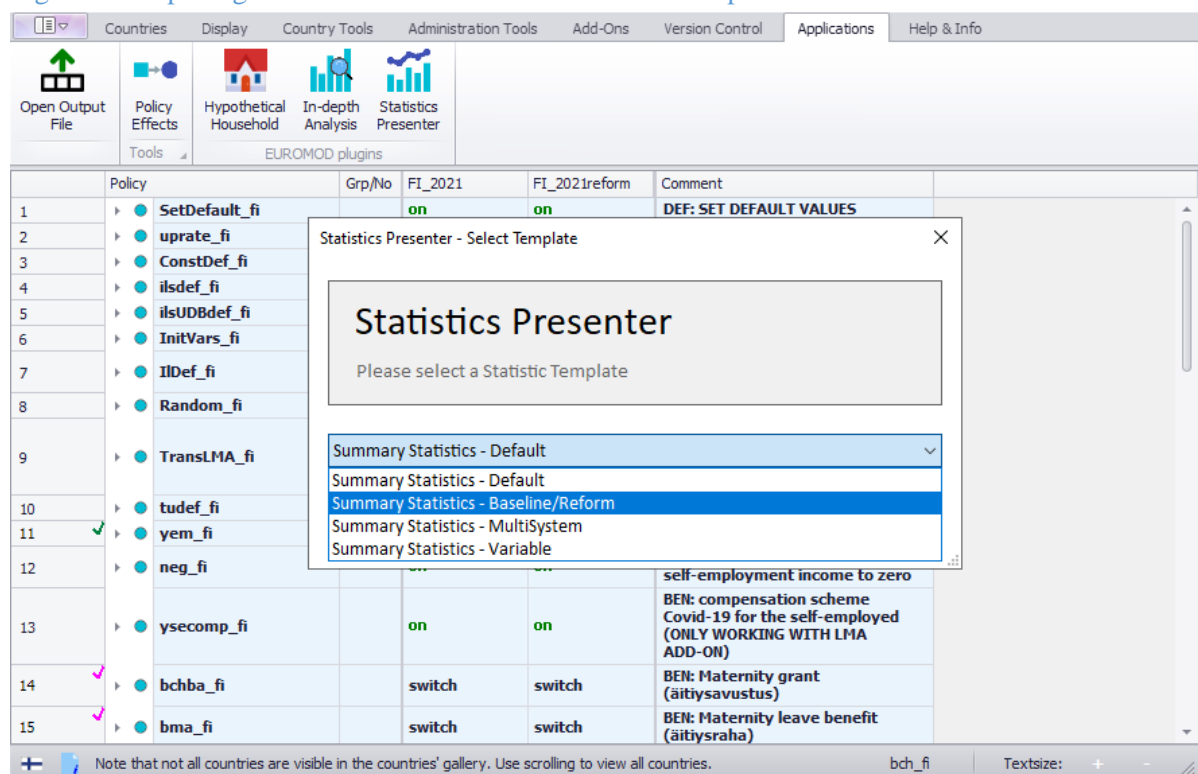 Countries Display Country Tools Administration Tools Add-Ons Version Control Applications Help & Info
Open Output File
Policy Effects
Hypothetical Household
In-depth Analysis
Statistics Presenter
Tools
EUROMOD plugins
Policy Grp/No FI_2021 FI_2021reform Comment
1 SetDefault_fi on on DEF: SET DEFAULT VALUES
2 uprate_fi
3 ConstDef_fi
4 ilsdef_fi
5 ilsUDBdef_fi
6 InitVars_fi
7 IlDef_fi
8 Random_fi
9 TransLMA_fi
10 tudef_fi
11 yem_fi
12 neg_fi
self-employment income to zero
13 ysecomp_fi on on
BEN: compensation scheme
Covid-19 for the self-employed
(ONLY WORKING WITH LMA
ADD-ON)
14 bchba_fi switch switch
BEN: Maternity grant
(äitiysavustus)
15 bma_fi switch switch
BEN: Maternity leave benefit
(äitiysraha)
Statistics Presenter - Select Template
Statistics Presenter
Please select a Statistic Template
Summary Statistics - Default
Summary Statistics - Default
Summary Statistics - Baseline/Reform
Summary Statistics - MultiSystem
Summary Statistics - Variable
Note that not all countries are visible in the countries' gallery. Use scrolling to view all countries. bch_fi Textsize: + -